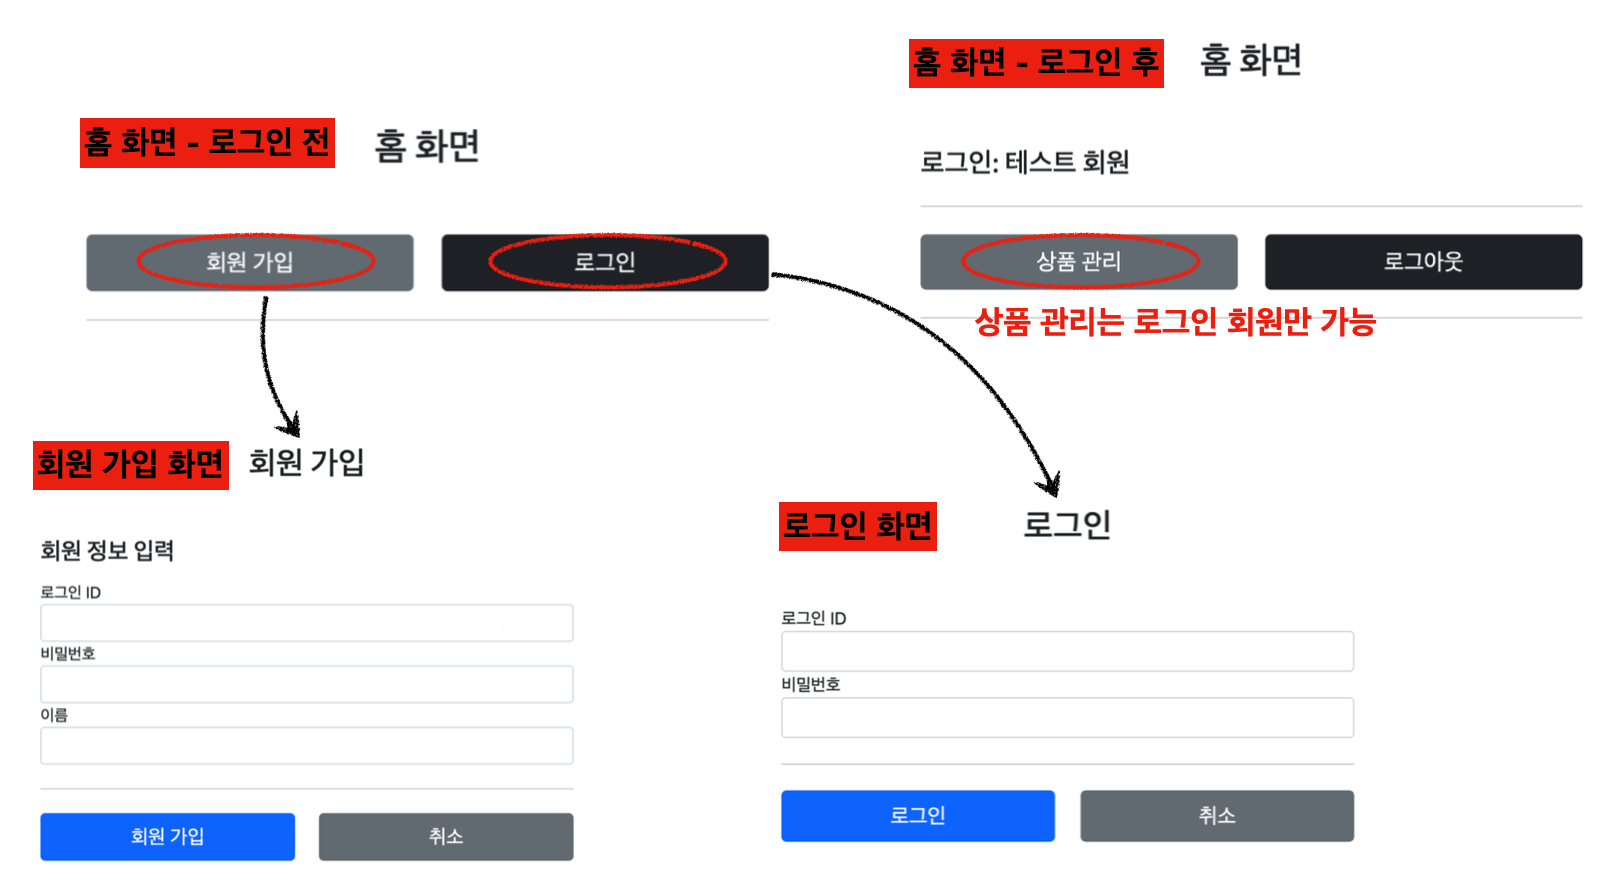 홈 화면 - 로그인 전
홈 화면
회원 가입
로그인
홈 화면 - 로그인 후
홈 화면
로그인: 테스트 회원
상품 관리
로그아웃
상품 관리는 로그인 회원만 가능
회원 가입 화면
회원 가입
회원 정보 입력
로그인 ID
비밀번호
이름
회원 가입
취소
로그인 화면
로그인
로그인 ID
비밀번호
로그인
취소